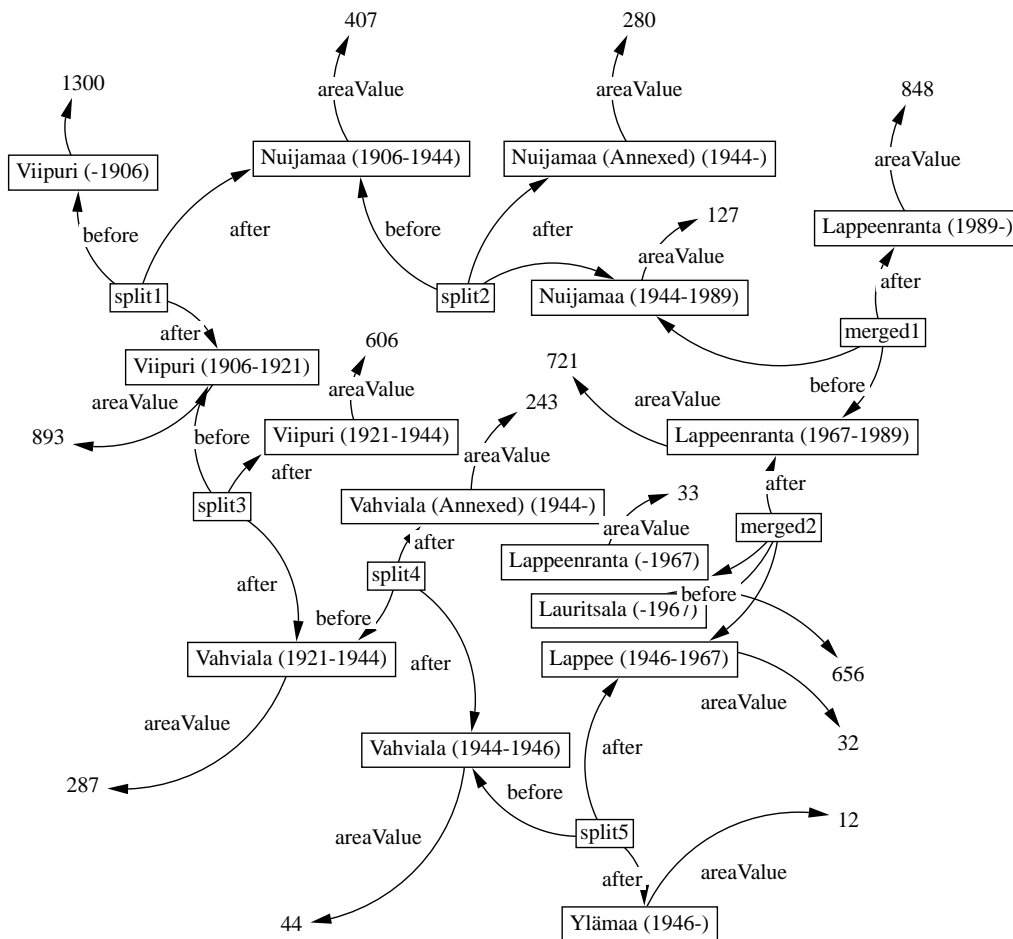 407
280
1300
848
areaValue
areaValue
Viipuri (-1906)
Nuijamaa (1906-1944)
Nuijamaa (Annexed) (1944-)
areaValue
127
Lappeenranta (1989-)
before
after
before
after
areaValue
after
split1
split2
Nuijamaa (1944-1989)
after
merged1
606
721
Viipuri (1906-1921)
before
areaValue
areaValue
areaValue
243
893
before
Viipuri (1921-1944)
Lappeenranta (1967-1989)
after
areaValue
after
split3
Vahviala (Annexed) (1944-)
33
areaValue
merged2
after
Lappeenranta (-1967)
after
split4
before
Lauritsala (-1967)
before
Vahviala (1921-1944)
after
Lappee (1946-1967)
656
areaValue
areaValue
32
Vahviala (1944-1946)
after
287
before
12
areaValue
split5
areaValue
after
44
Ylämaa (1946-)